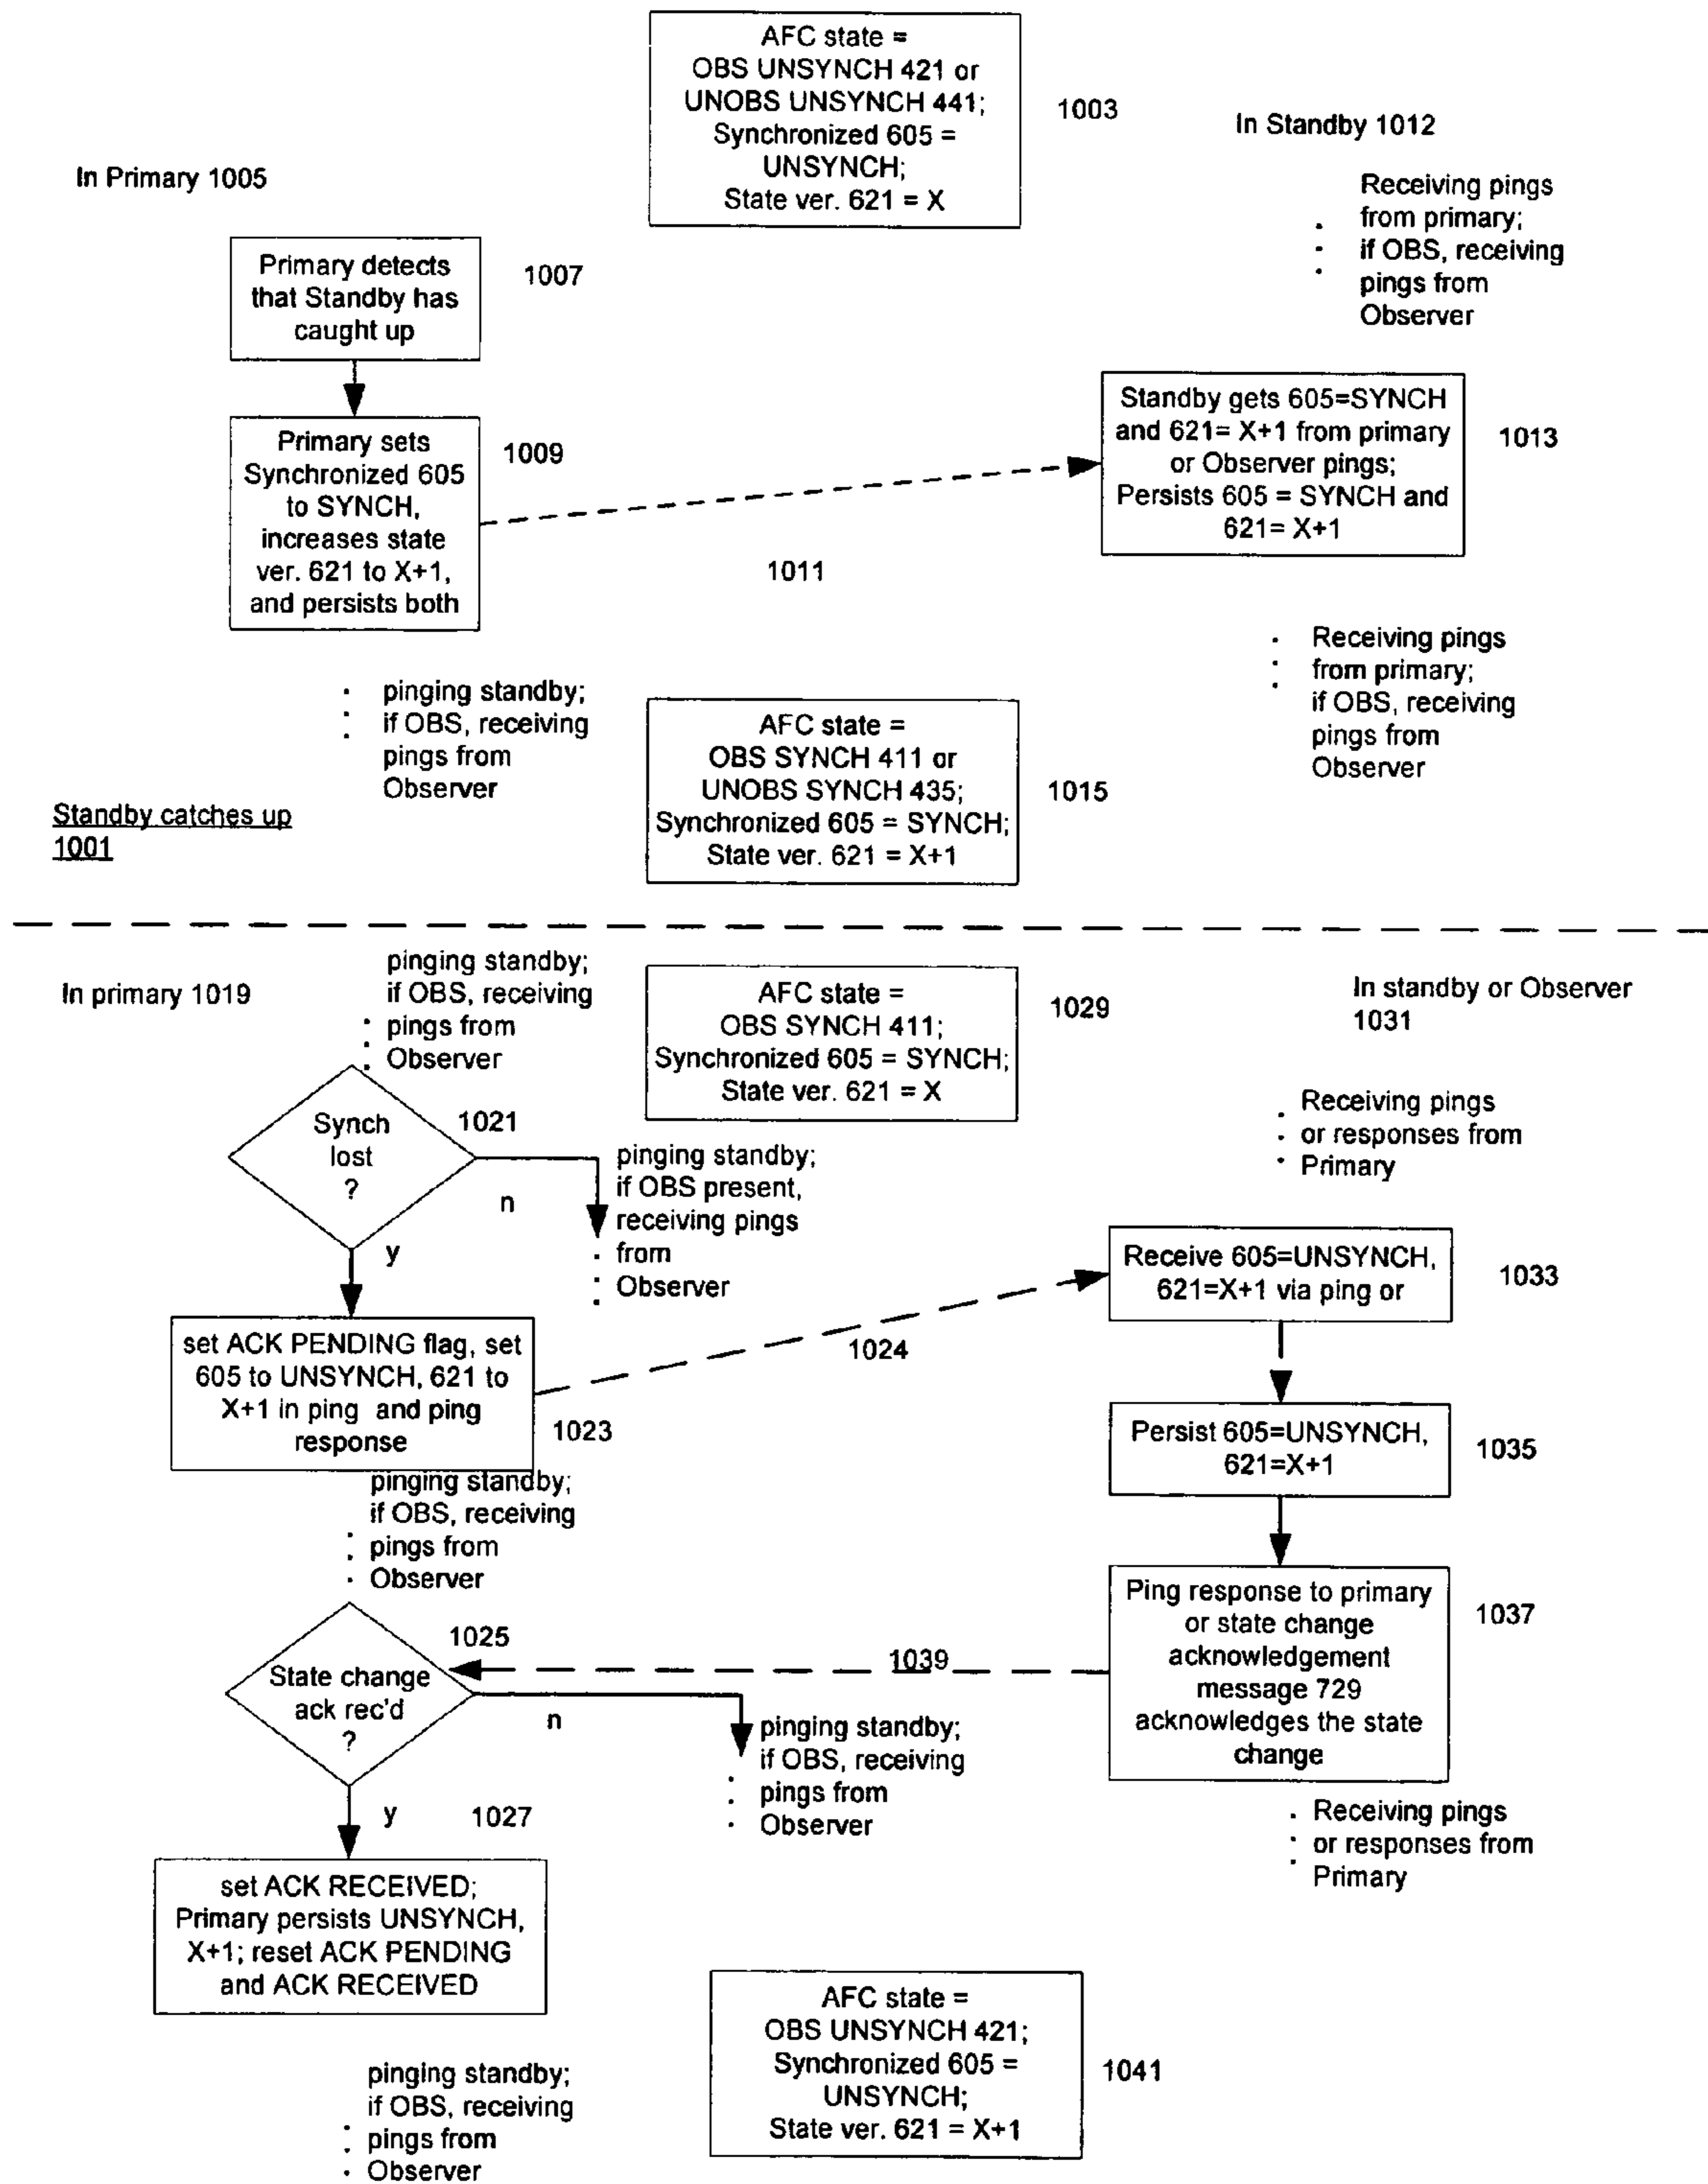 AFC state =
OBS UNSYNCH 421 or
UNOBS UNSYNCH 441;
Synchronized 605 =
UNSYNCH;
State ver. 621 = X
1003
In Standby 1012
In Primary 1005
Receiving pings
from primary;
if OBS, receiving
pings from
Observer
Primary detects
that Standby has
caught up
1007
Primary sets
Synchronized 605
to SYNCH,
increases state
ver. 621 to X+1,
and persists both
1009
1011
Standby gets 605=SYNCH
and 621= X+1 from primary
or Observer pings;
Persists 605 = SYNCH and
621= X+1
1013
Receiving pings
from primary;
if OBS, receiving
pings from
Observer
pinging standby;
if OBS, receiving
pings from
Observer
AFC state =
OBS SYNCH 411 or
UNOBS SYNCH 435;
Synchronized 605 = SYNCH;
State ver. 621 = X+1
1015
Standby catches up
1001
In primary 1019
pinging standby;
if OBS, receiving
pings from
Observer
AFC state =
OBS SYNCH 411;
Synchronized 605 = SYNCH;
State ver. 621 = X
1029
In standby or Observer
1031
Receiving pings
or responses from
Primary
Synch
lost
?
1021
n
y
pinging standby;
if OBS present,
receiving pings
from
Observer
set ACK PENDING flag, set
605 to UNSYNCH, 621 to
X+1 in ping and ping
response
1023
1024
Receive 605=UNSYNCH,
621=X+1 via ping or
1033
Persist 605=UNSYNCH,
621=X+1
1035
pinging standby;
if OBS, receiving
pings from
Observer
Ping response to primary
or state change
acknowledgement
message 729
acknowledges the state
change
1037
1039
State change
ack rec'd
?
1025
n
y
pinging standby;
if OBS, receiving
pings from
Observer
Receiving pings
or responses from
Primary
1027
set ACK RECEIVED;
Primary persists UNSYNCH,
X+1; reset ACK PENDING
and ACK RECEIVED
AFC state =
OBS UNSYNCH 421;
Synchronized 605 =
UNSYNCH;
State ver. 621 = X+1
1041
pinging standby;
if OBS, receiving
pings from
Observer